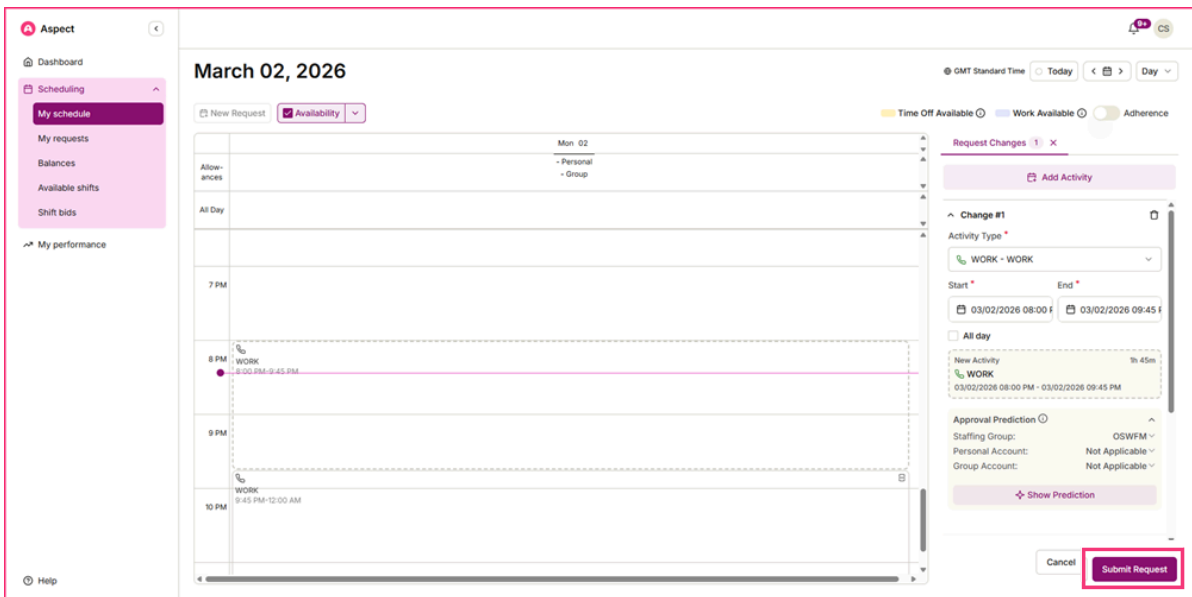 Aspect
9+
CS
Dashboard
Scheduling
My schedule
My requests
Balances
Available shifts
Shift bids
My performance
Help
March 02, 2026
GMT Standard Time
Today
Day
New Request
Availability
Time Off Available
Work Available
Adherence
Mon 02
Allow-
ances
- Personal
- Group
All Day
7 PM
8 PM
WORK
8:00 PM-9:45 PM
9 PM
WORK
9:45 PM-12:00 AM
10 PM
Request Changes 1
Add Activity
Change #1
Activity Type *
WORK - WORK
Start * End *
03/02/2026 08:00 03/02/2026 09:45
All day
New Activity 1h 45m
WORK
03/02/2026 08:00 PM - 03/02/2026 09:45 PM
Approval Prediction
Staffing Group: OSWFM
Personal Account: Not Applicable
Group Account: Not Applicable
Show Prediction
Cancel
Submit Request